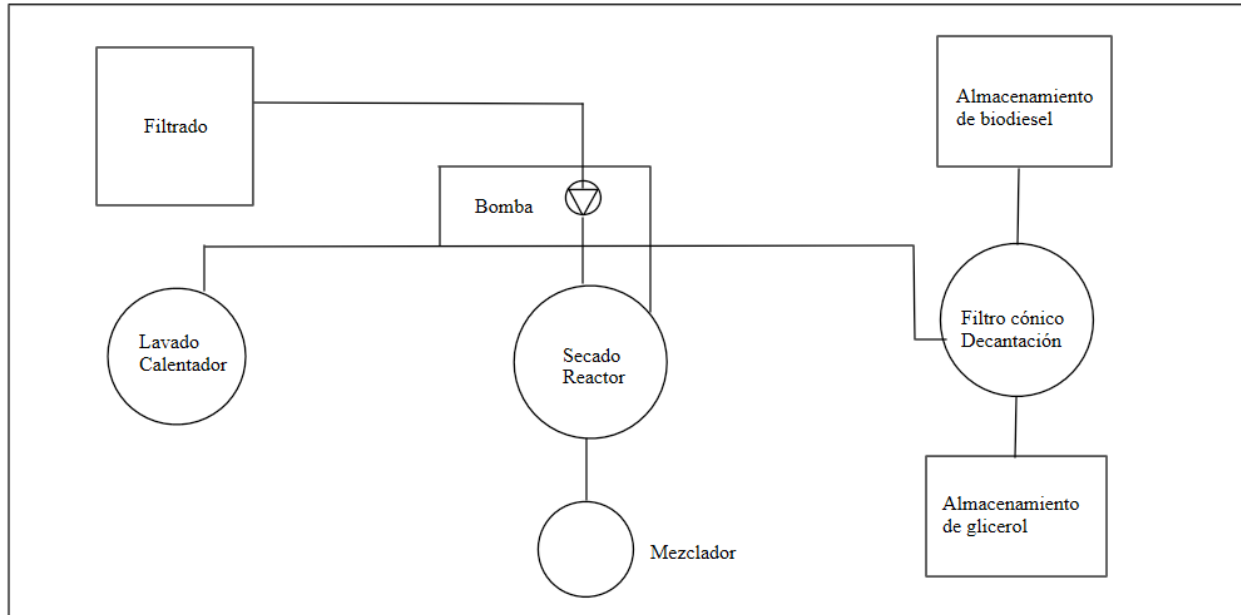 Filtrado
Almacenamiento
de biodiesel
Bomba
Lavado
Calentador
Secado
Reactor
Filtro cónico
Decantación
Mezclador
Almacenamiento
de glicerol